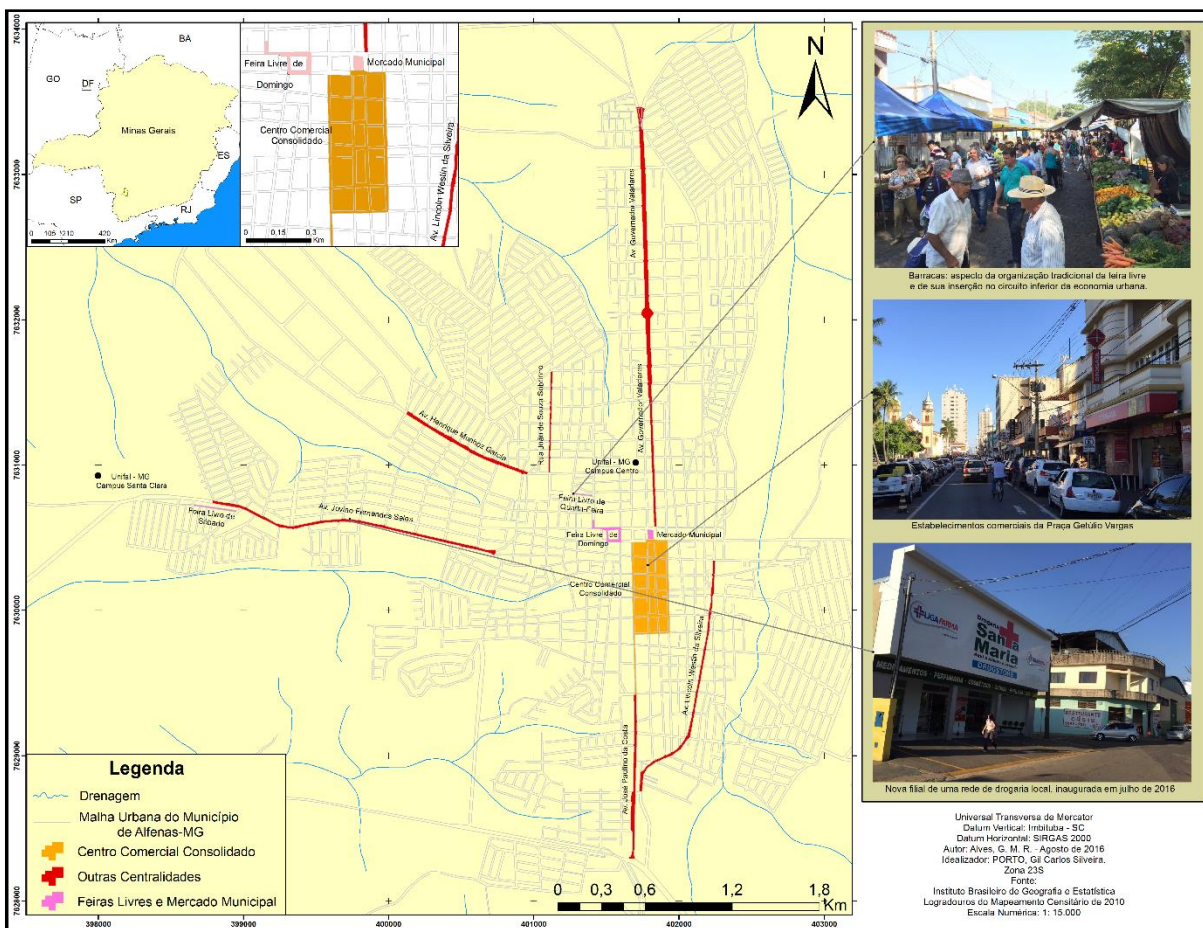 BA
GO
DF
Minas Gerais
ES
SP
RJ
0 105 210 420
Km
Feira Livre de
Domingo
Mercado Municipal
Centro Comercial
Consolidado
Av. Lincoln Westin da Silveira
0 0,15 0,3
Km
N
Av. Governador Valadares
Av. Governador Valadares
Rua João de Souza Sobrinho
Av. Henrique Munhoz Garcia
Unifal - MG
Campus Santa Clara
Unifal - MG
Campus Centro
Feira Livre de
Quarta-Feira
Feira Livre de
Sábado
Av. Jovino Fernandes Sales
Feira Livre de
Domingo
Mercado Municipal
Centro Comercial
Consolidado
Av. Lincoln Westin da Silveira
Av. José Paulino da Costa
Legenda
Drenagem
Malha Urbana do Município
de Alfenas-MG
Centro Comercial Consolidado
Outras Centralidades
Feiras Livres e Mercado Municipal
0 0,3 0,6 1,2 1,8
Km
7634000
7633000
7632000
7631000
7630000
7629000
7628000
398000 399000 400000 401000 402000 403000
Barracas: aspecto da organização tradicional da feira livre
e de sua inserção no circuito inferior da economia urbana.
Estabelecimentos comerciais da Praça Getúlio Vargas
LIGAFARMA
Drogaria
Santa
Maria
DRUGSTORE
MEDICAMENTOS - PERFUMARIA
Nova filial de uma rede de drogaria local, inaugurada em julho de 2016
Universal Transversa de Mercator
Datum Vertical: Imbituba - SC
Datum Horizontal: SIRGAS 2000
Autor: Alves, G. M. R. - Agosto de 2016
Idealizador: PORTO, Gil Carlos Silveira.
Zona 23S
Fonte:
Instituto Brasileiro de Geografia e Estatística
Logradouros do Mapeamento Censitário de 2010
Escala Numérica: 1: 15.000